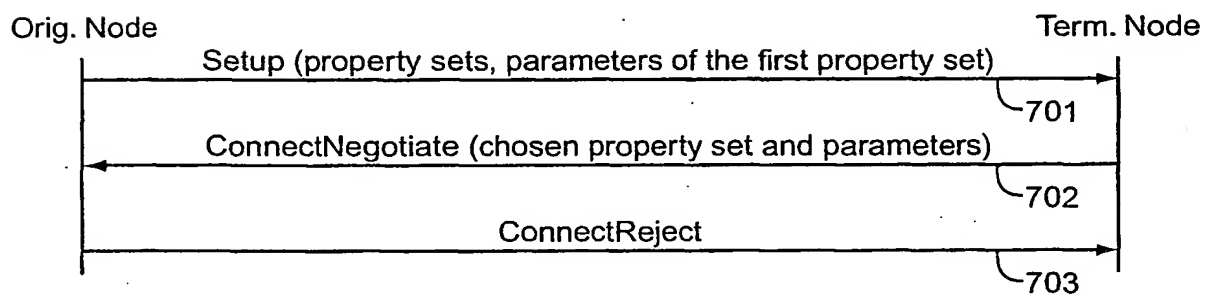 Orig. Node
Term. Node
Setup (property sets, parameters of the first property set)
701
ConnectNegotiate (chosen property set and parameters)
702
ConnectReject
703